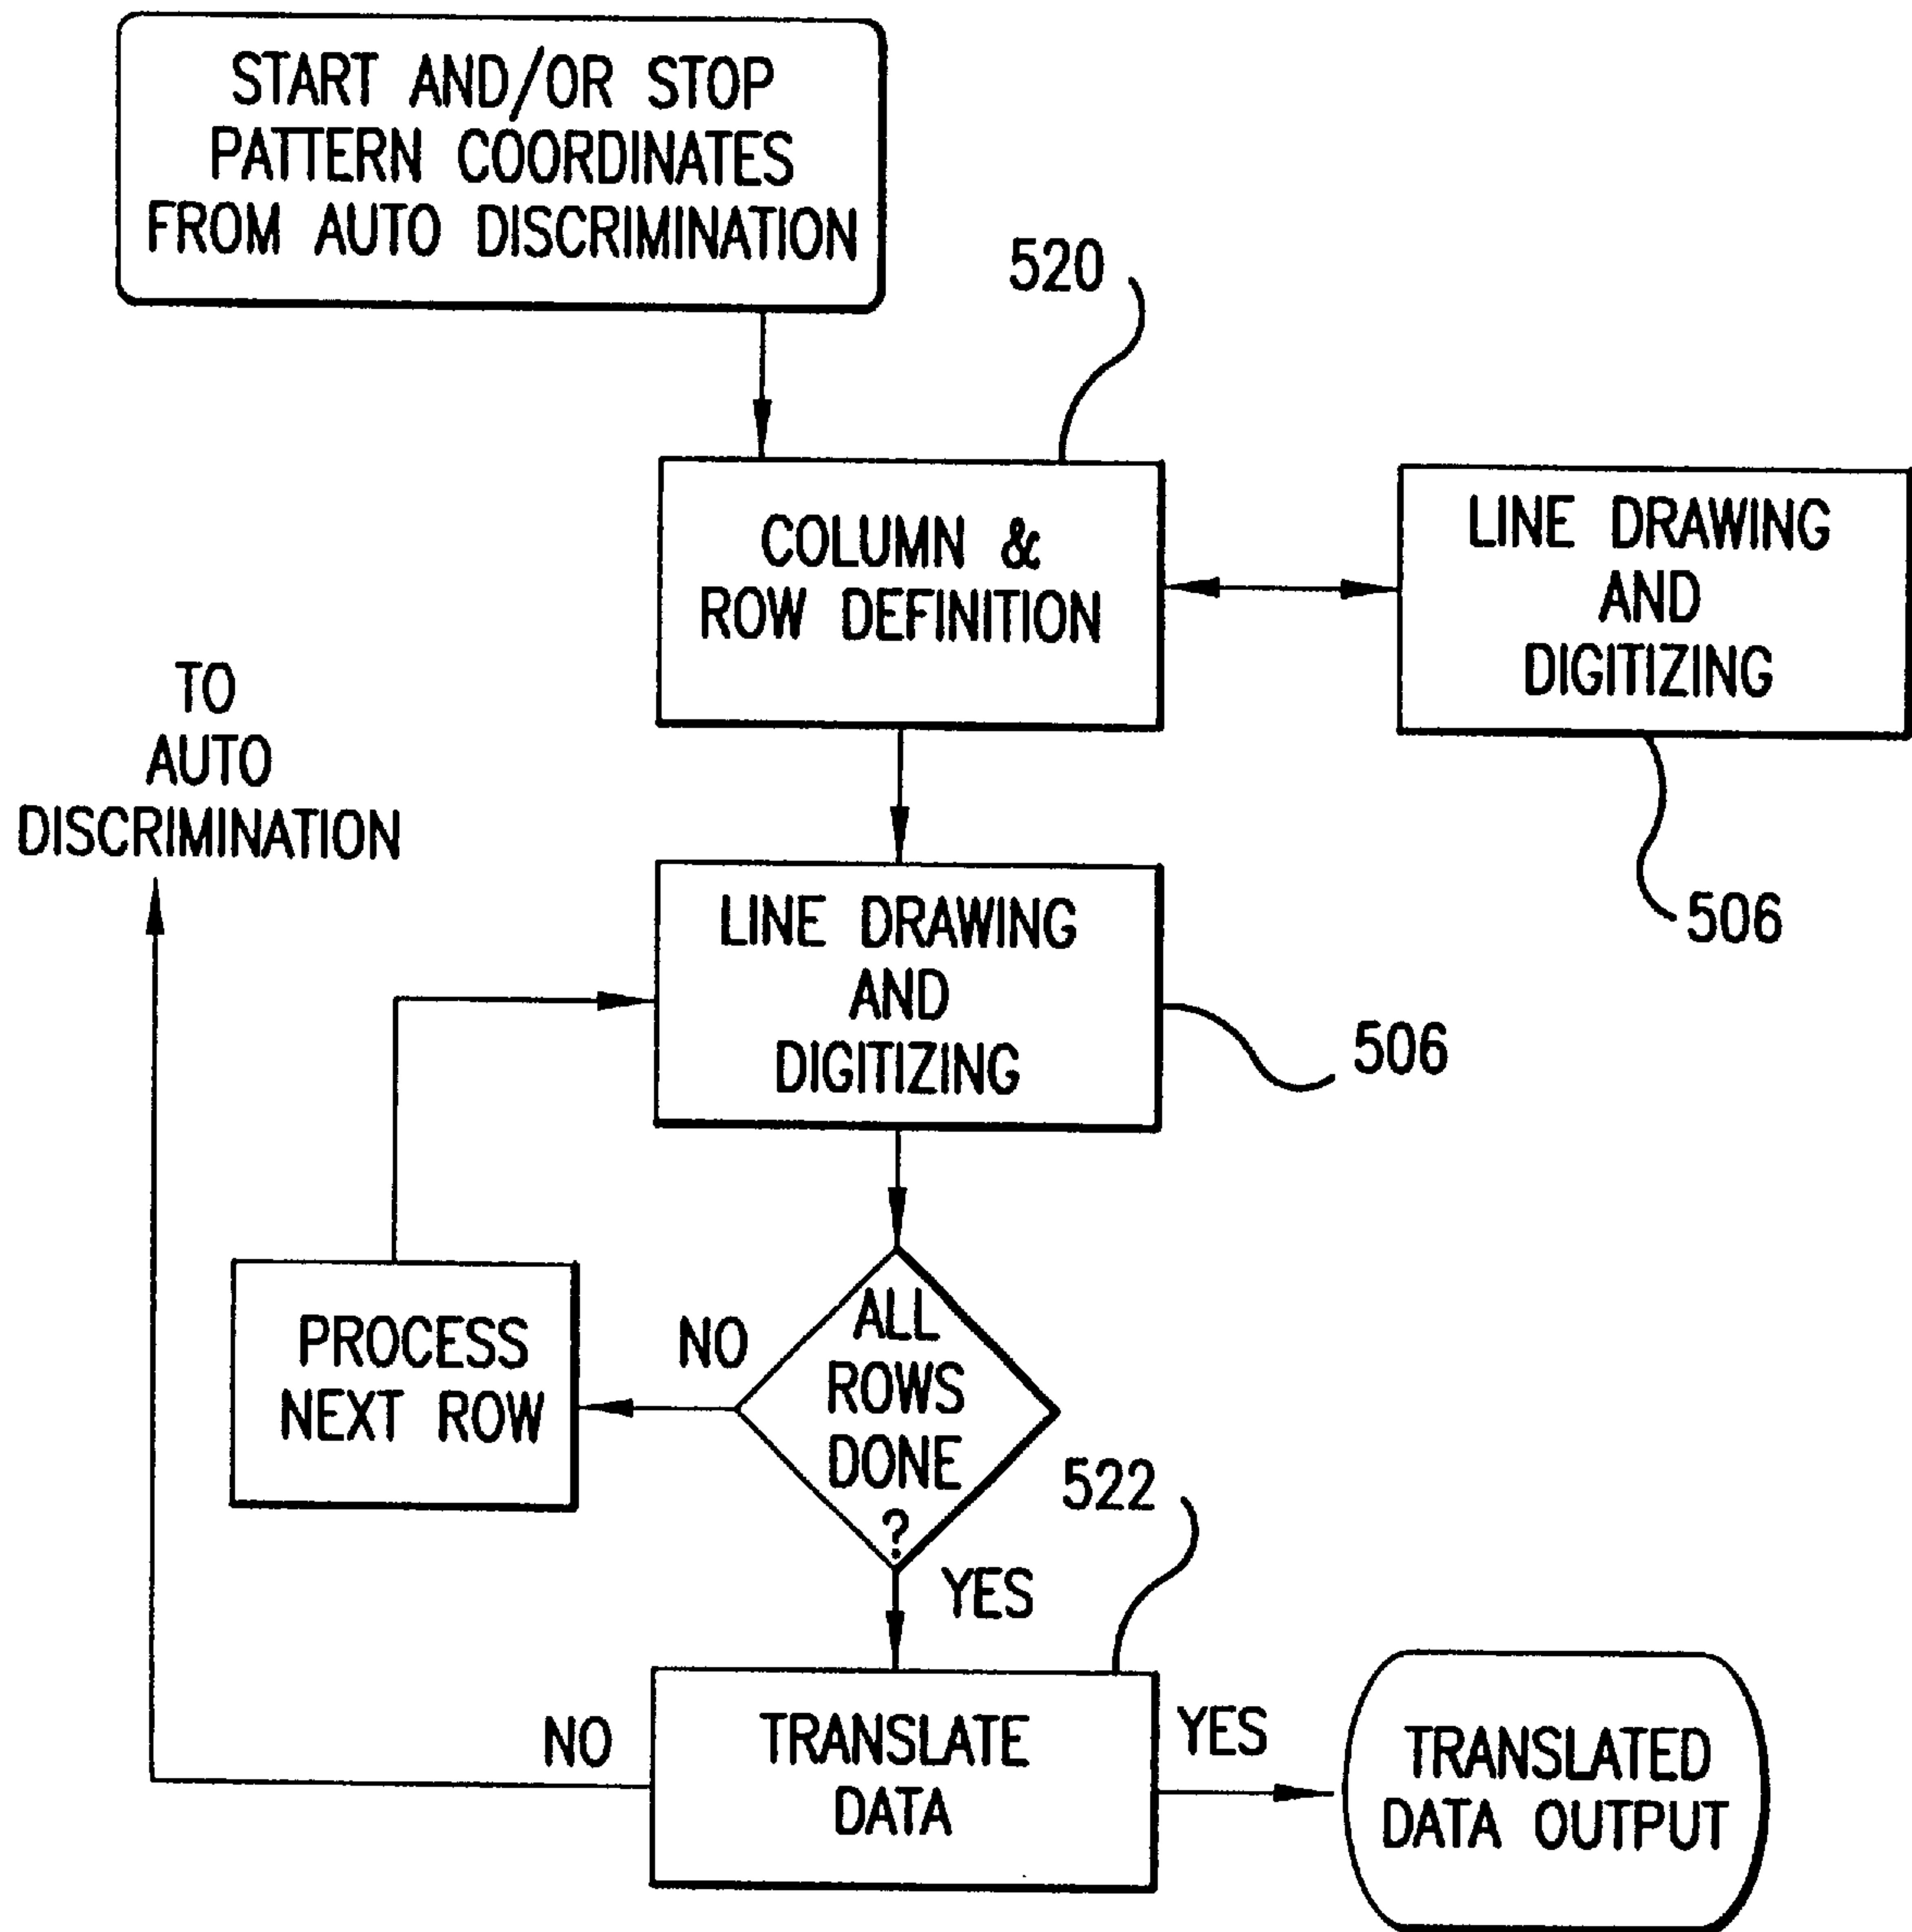 START AND/OR STOP
PATTERN COORDINATES
FROM AUTO DISCRIMINATION
520
COLUMN &
ROW DEFINITION
LINE DRAWING
AND
DIGITIZING
506
TO
AUTO
DISCRIMINATION
LINE DRAWING
AND
DIGITIZING
506
PROCESS
NEXT ROW
NO
ALL
ROWS
DONE
?
YES
522
NO
TRANSLATE
DATA
YES
TRANSLATED
DATA OUTPUT